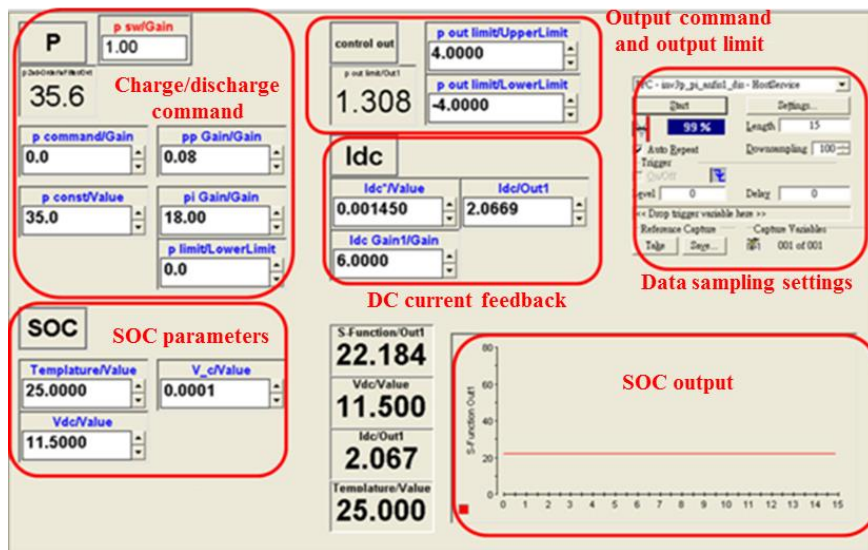 P
p sw/Gain
1.00
35.6
Charge/discharge
command
p command/Gain
0.0
pp Gain/Gain
0.08
p const/Value
35.0
pi Gain/Gain
18.00
p limit/LowerLimit
0.0
control out
p out limit/Out1
1.308
p out limit/UpperLimit
4.0000
p out limit/LowerLimit
-4.0000
Output command
and output limit
Idc
Idc*/Value
0.001450
Idc/Out1
2.0669
Idc Gain1/Gain
6.0000
DC current feedback
HostService
Start
Settings...
99 %
Length 15
Auto Repeat
Downsampling 100
Trigger
On/Off
Level 0
Delay 0
<< Drop trigger variable here >>
Reference Capture
Capture Variables
Take
Save...
001 of 001
Data sampling settings
SOC
SOC parameters
Templature/Value
25.0000
V_c/Value
0.0001
Vdc/Value
11.5000
S-Function/Out1
22.184
Vdc/Value
11.500
Idc/Out1
2.067
Templature/Value
25.000
SOC output
S-Function Out1
80
60
40
20
0
0 1 2 3 4 5 6 7 8 9 10 11 12 13 14 15